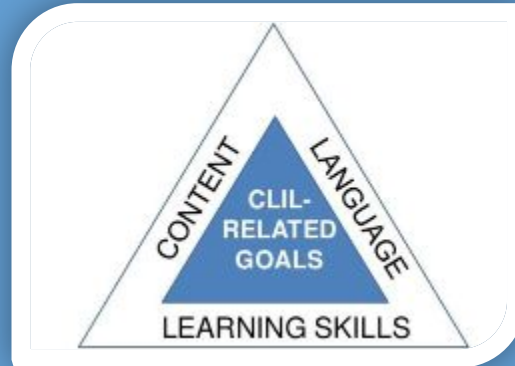 CONTENT
LANGUAGE
CLIL-
RELATED
GOALS
LEARNING SKILLS